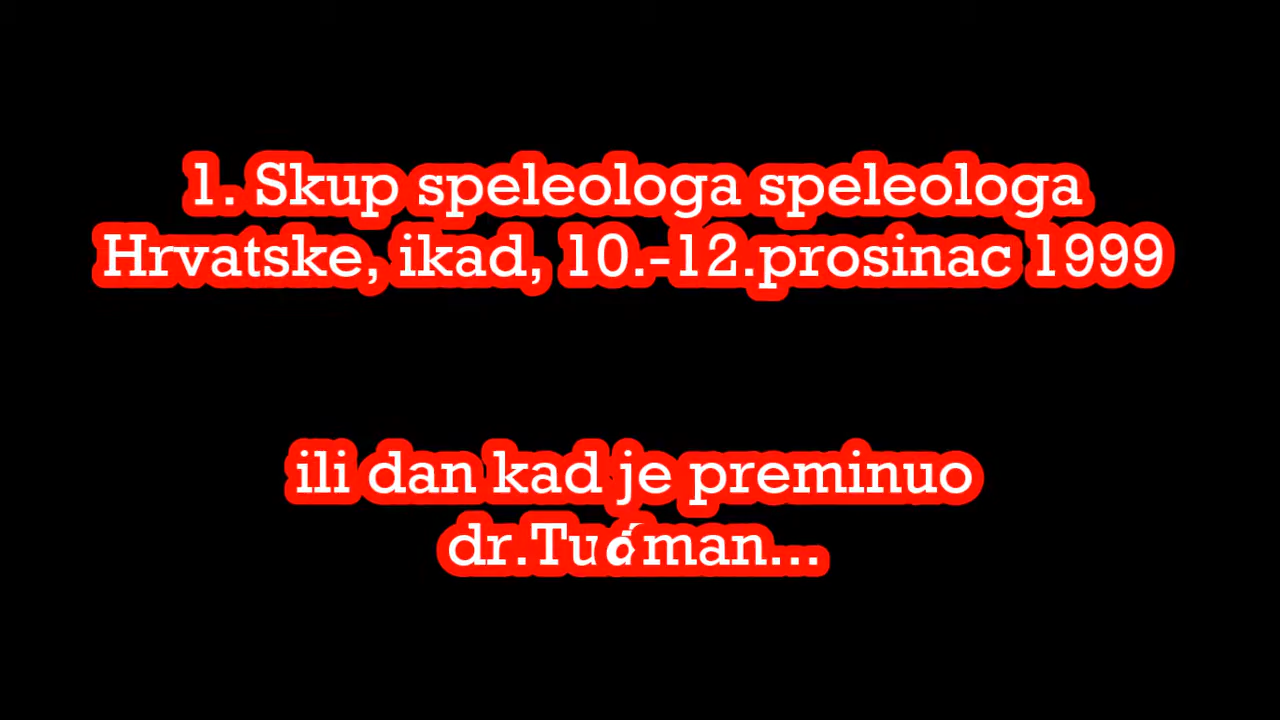 1. Skup speleologa speleologa
Hrvatske, ikad, 10.-12.prosinac 1999
ili dan kad je preminuo
dr.Tuđman...